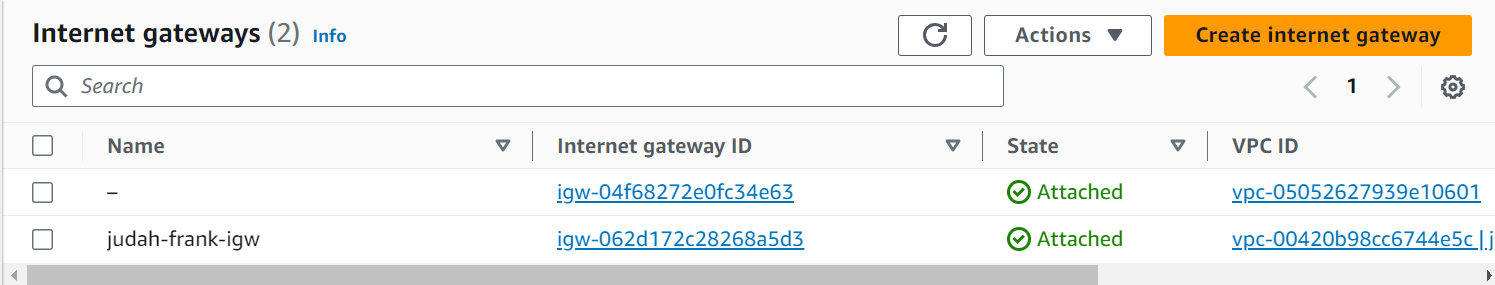 Internet gateways (2) Info Actions Create internet gateway
Search 1
Name Internet gateway ID State VPC ID
– igw-04f68272e0fc34e63 Attached vpc-05052627939e10601
judah-frank-igw igw-062d172c28268a5d3 Attached vpc-00420b98cc6744e5c | j